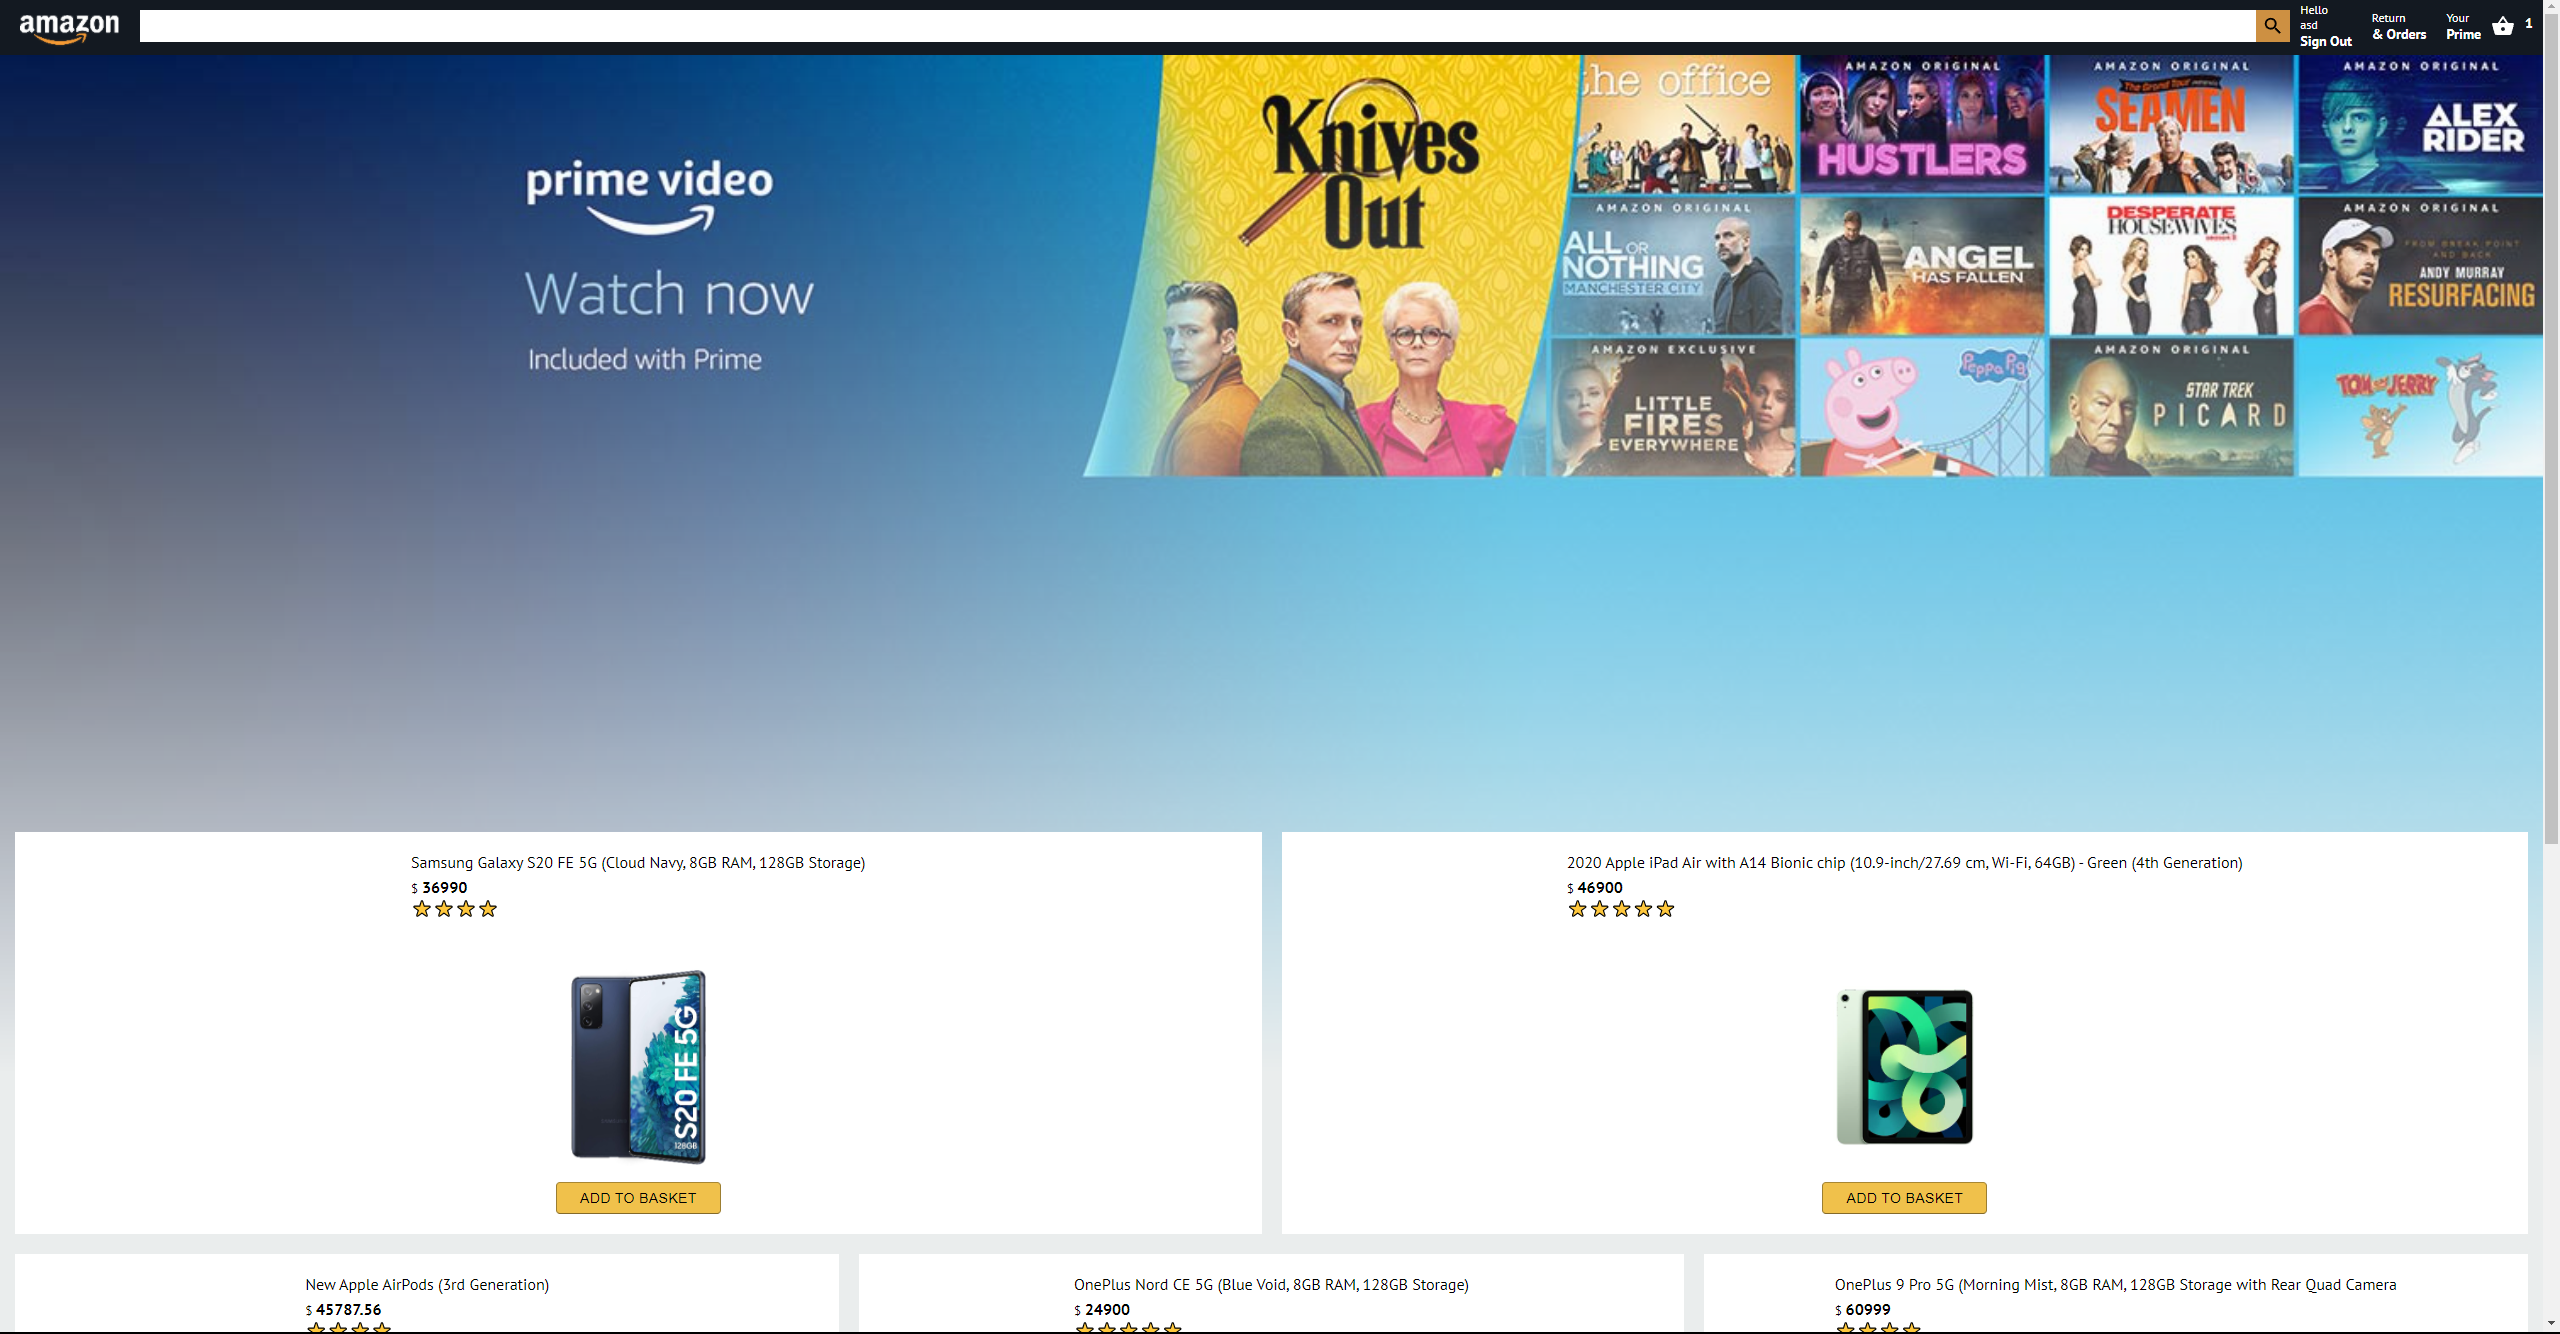 amazon
Hello
asd
Sign Out
Return
& Orders
Your
Prime
1
prime video
Watch now
Included with Prime
Knives
Out
the office
AMAZON ORIGINAL
HUSTLERS
AMAZON ORIGINAL
The Grand Tour presents
SEAMEN
AMAZON ORIGINAL
ALEX
RIDER
AMAZON ORIGINAL
ALL OR
NOTHING
MANCHESTER CITY
ANGEL
HAS FALLEN
DESPERATE
HOUSEWIVES
AMAZON ORIGINAL
FROM BREAK POINT
AND BACK
ANDY MURRAY
RESURFACING
AMAZON EXCLUSIVE
LITTLE
FIRES
EVERYWHERE
Peppa Pig
AMAZON ORIGINAL
STAR TREK
PICARD
TOM and JERRY
Samsung Galaxy S20 FE 5G (Cloud Navy, 8GB RAM, 128GB Storage)
$ 36990
S20 FE 5G
128GB
ADD TO BASKET
2020 Apple iPad Air with A14 Bionic chip (10.9-inch/27.69 cm, Wi-Fi, 64GB) - Green (4th Generation)
$ 46900
ADD TO BASKET
New Apple AirPods (3rd Generation)
$ 45787.56
OnePlus Nord CE 5G (Blue Void, 8GB RAM, 128GB Storage)
$ 24900
OnePlus 9 Pro 5G (Morning Mist, 8GB RAM, 128GB Storage with Rear Quad Camera
$ 60999